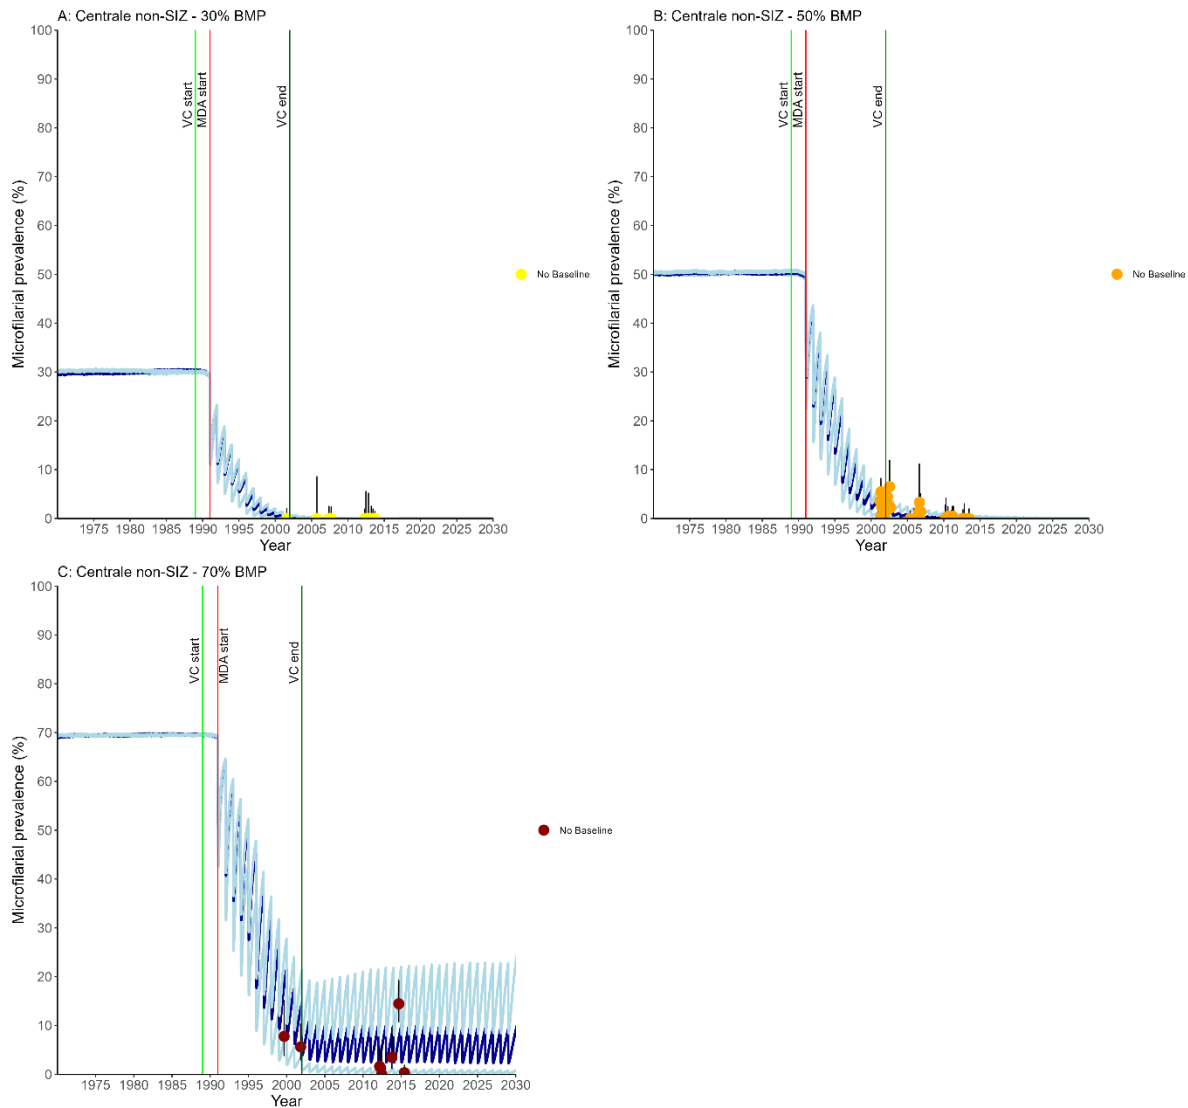 A: Centrale non-SIZ - 30% BMP
100
90
80
70
60
50
40
30
20
10
0
Microfilarial prevalence (%)
VC start
MDA start
VC end
1975 1980 1985 1990 1995 2000 2005 2010 2015 2020 2025 2030
Year
No Baseline
B: Centrale non-SIZ - 50% BMP
100
90
80
70
60
50
40
30
20
10
0
Microfilarial prevalence (%)
VC start
MDA start
VC end
1975 1980 1985 1990 1995 2000 2005 2010 2015 2020 2025 2030
Year
No Baseline
C: Centrale non-SIZ - 70% BMP
100
90
80
70
60
50
40
30
20
10
0
Microfilarial prevalence (%)
VC start
MDA start
VC end
1975 1980 1985 1990 1995 2000 2005 2010 2015 2020 2025 2030
Year
No Baseline